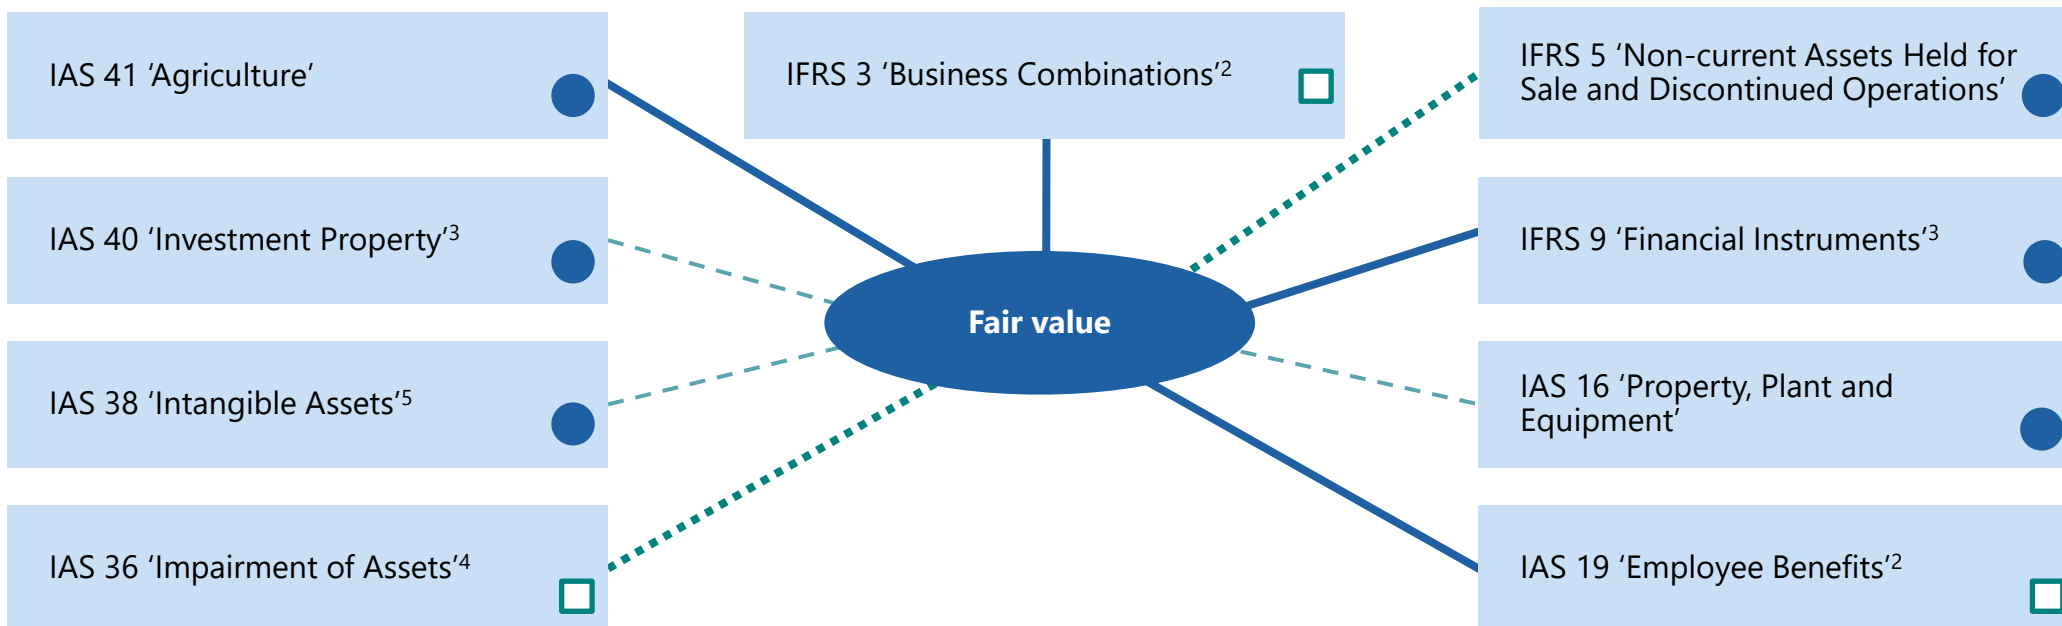 IAS 41 ‘Agriculture’
IFRS 3 ‘Business Combinations’²
IFRS 5 ‘Non-current Assets Held for
Sale and Discontinued Operations’
IAS 40 ‘Investment Property’³
IFRS 9 ‘Financial Instruments’³
Fair value
IAS 38 ‘Intangible Assets’⁵
IAS 16 ‘Property, Plant and
Equipment’
IAS 36 ‘Impairment of Assets’⁴
IAS 19 ‘Employee Benefits’²